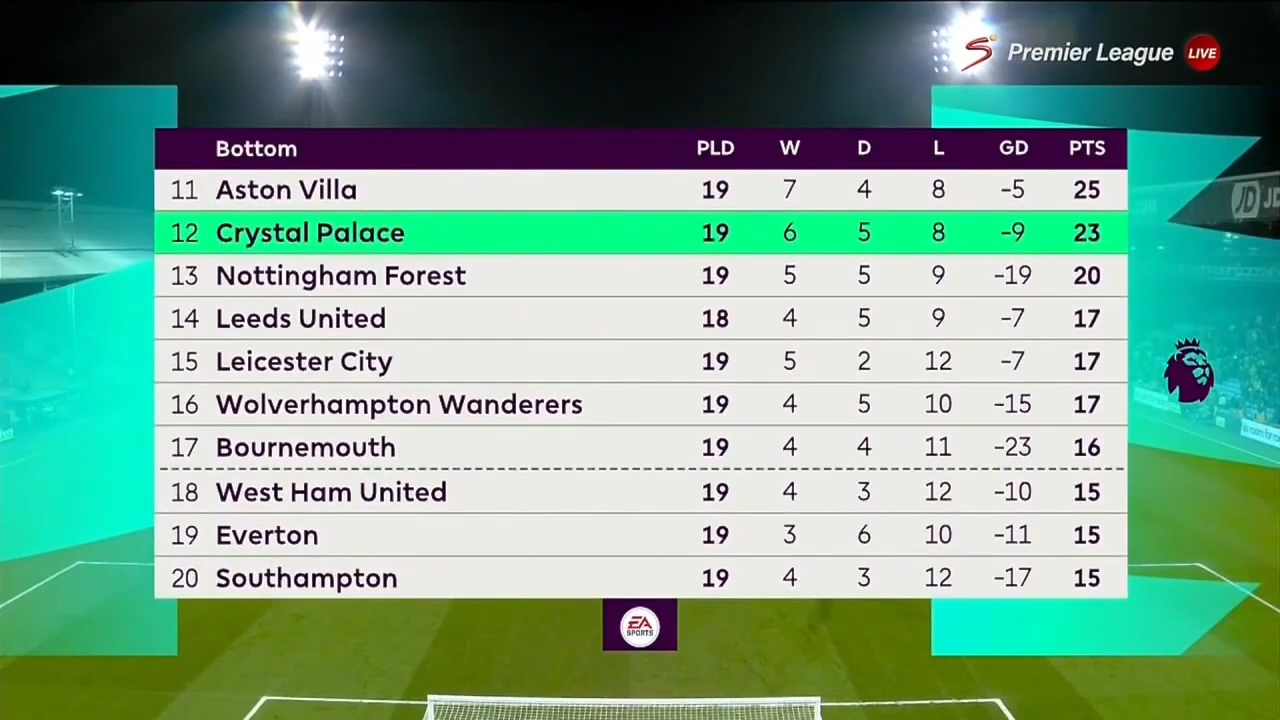 Premier League LIVE
Bottom PLD W D L GD PTS
11 Aston Villa 19 7 4 8 -5 25
12 Crystal Palace 19 6 5 8 -9 23
13 Nottingham Forest 19 5 5 9 -19 20
14 Leeds United 18 4 5 9 -7 17
15 Leicester City 19 5 2 12 -7 17
16 Wolverhampton Wanderers 19 4 5 10 -15 17
17 Bournemouth 19 4 4 11 -23 16
18 West Ham United 19 4 3 12 -10 15
19 Everton 19 3 6 10 -11 15
20 Southampton 19 4 3 12 -17 15
EA
SPORTS
JD